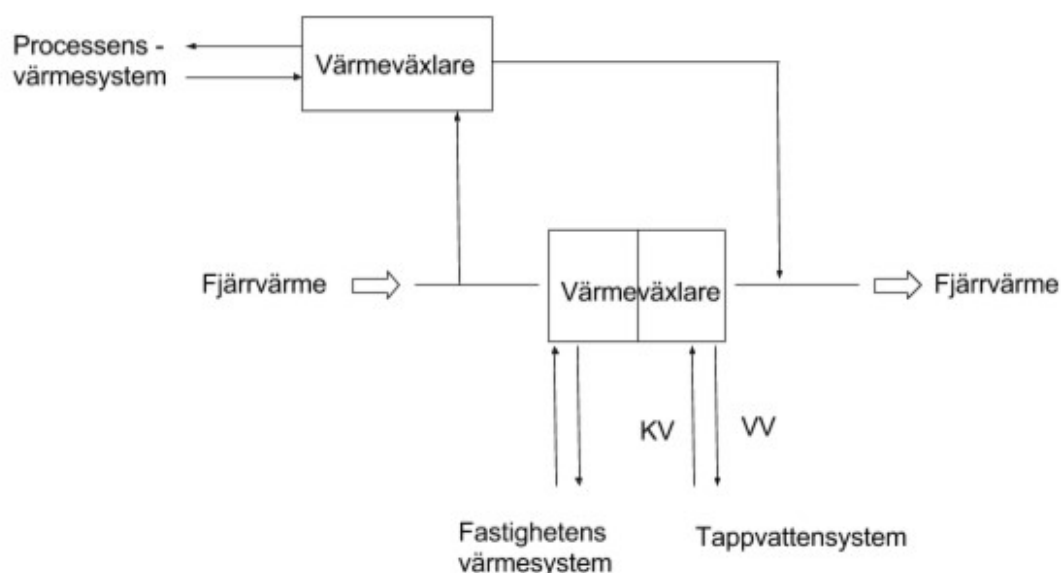 Processens -
värmesystem
Värmeväxlare
Fjärrvärme
Värmeväxlare
Fjärrvärme
KV
VV
Fastighetens
värmesystem
Tappvattensystem